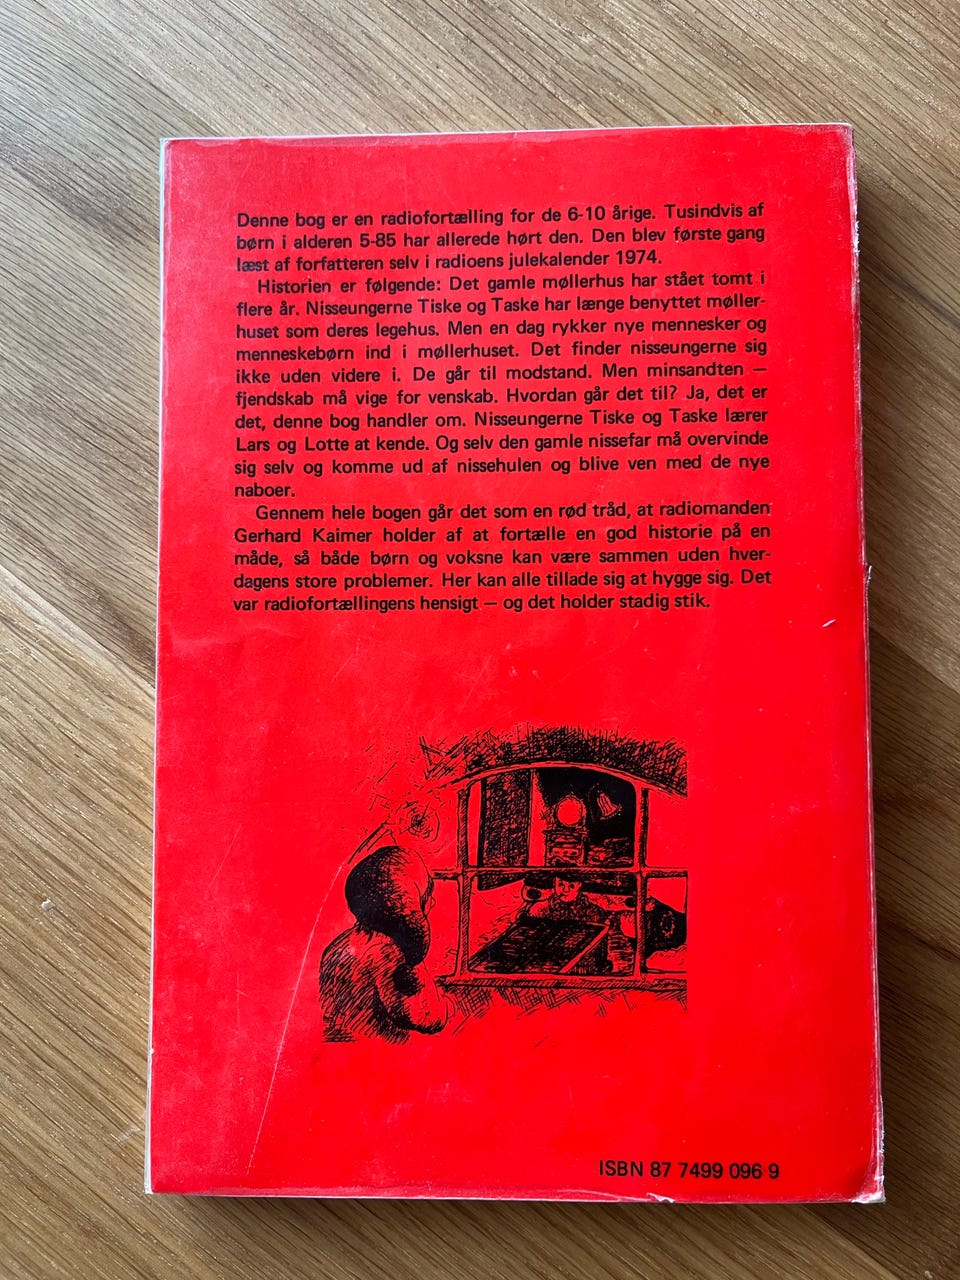 Denne bog er en radiofortælling for de 6-10 årige. Tusindvis af
børn i alderen 5-85 har allerede hørt den. Den blev første gang
læst af forfatteren selv i radioens julekalender 1974.
Historien er følgende: Det gamle møllerhus har stået tomt i
flere år. Nisseungerne Tiske og Taske har længe benyttet møller-
huset som deres legehus. Men en dag rykker nye mennesker og
menneskebørn ind i møllerhuset. Det finder nisseungerne sig
ikke uden videre i. De går til modstand. Men minsandten —
fjendskab må vige for venskab. Hvordan går det til? Ja, det er
det, denne bog handler om. Nisseungerne Tiske og Taske lærer
Lars og Lotte at kende. Og selv den gamle nissefar må overvinde
sig selv og komme ud af nissehulen og blive ven med de nye
naboer.
Gennem hele bogen går det som en rød tråd, at radiomanden
Gerhard Kaimer holder af at fortælle en god historie på en
måde, så både børn og voksne kan være sammen uden hver-
dagens store problemer. Her kan alle tillade sig at hygge sig. Det
var radiofortællingens hensigt — og det holder stadig stik.
ISBN 87 7499 096 9